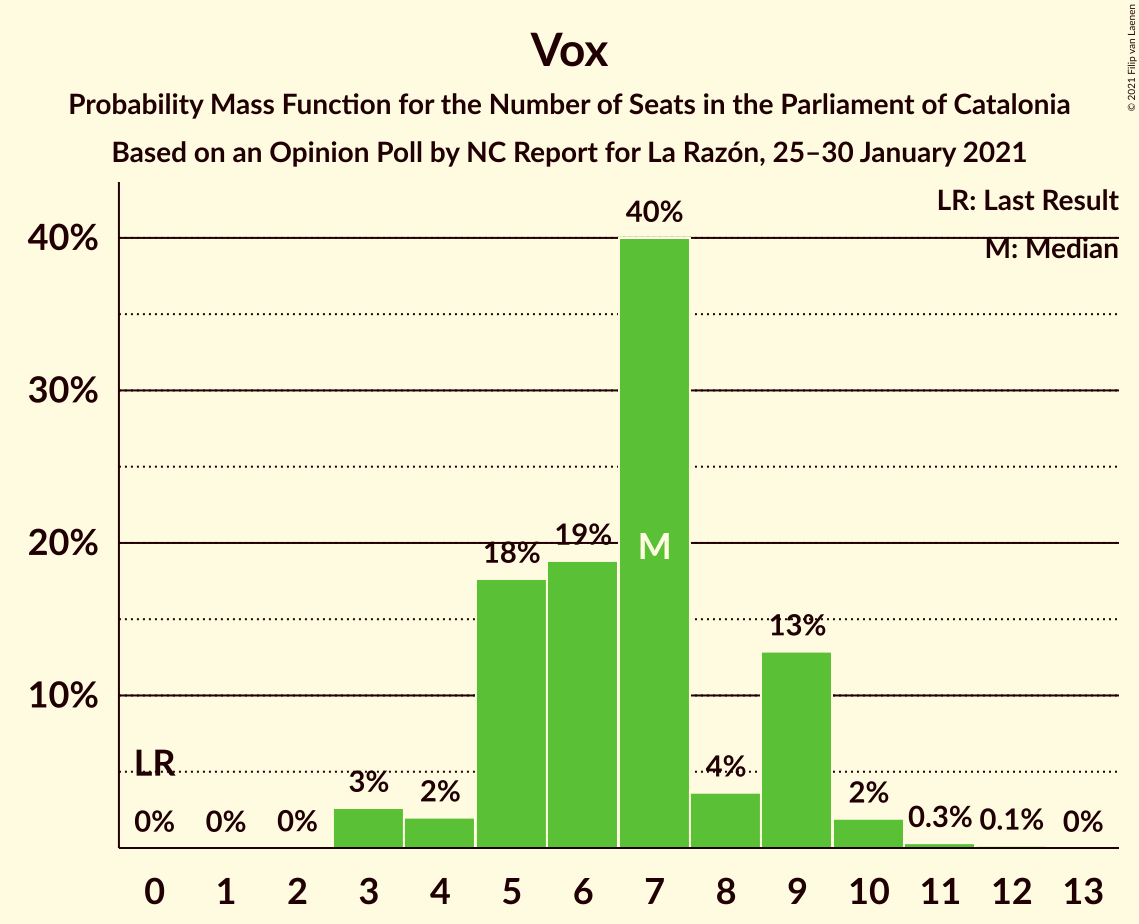 Vox
Probability Mass Function for the Number of Seats in the Parliament of Catalonia
Based on an Opinion Poll by NC Report for La Razón, 25–30 January 2021
© 2021 Filip van Laenen
LR: Last Result
M: Median
40%
30%
20%
10%
40%
18%
19%
M
13%
LR
0%
0%
0%
3%
2%
4%
2%
0.3%
0.1%
0%
0 1 2 3 4 5 6 7 8 9 10 11 12 13